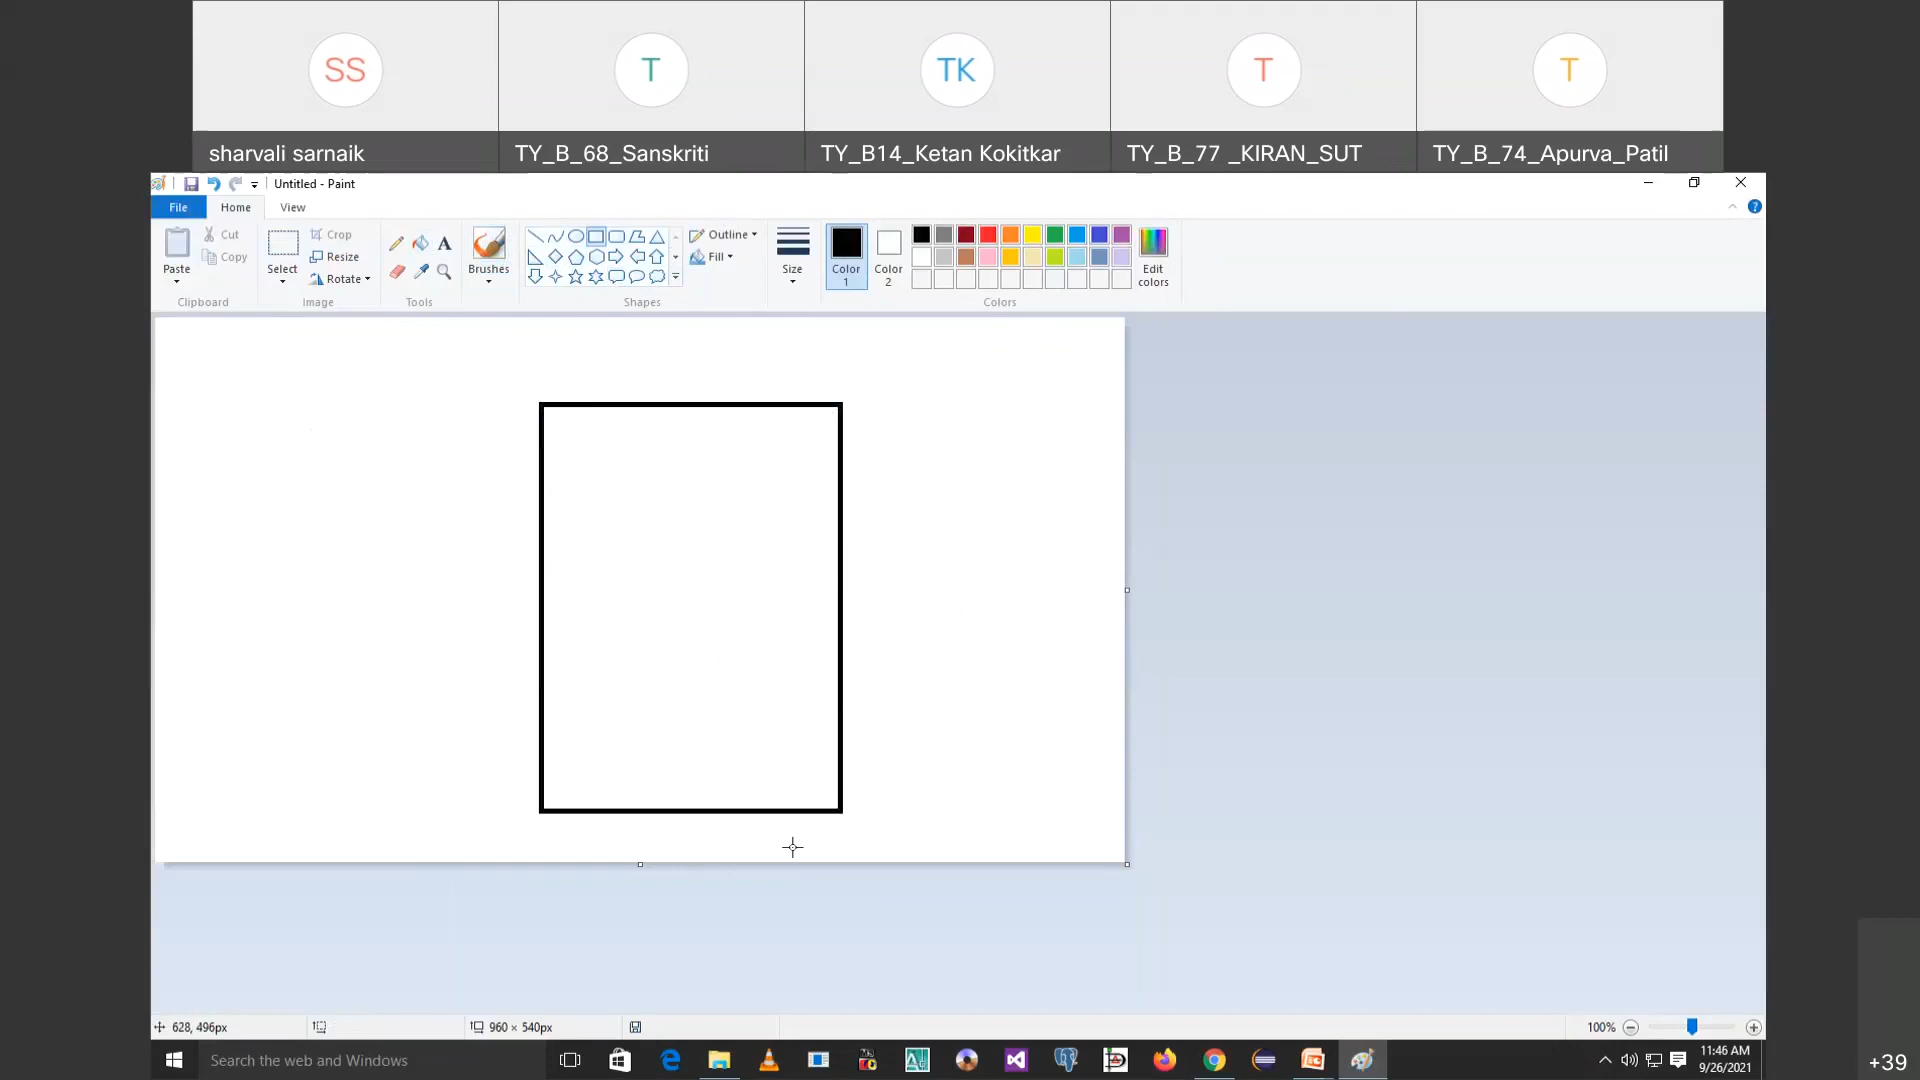 SS T TK T T
sharvali sarnaik TY_B_68_Sanskriti TY_B14_Ketan Kokitkar TY_B_77 _KIRAN_SUT TY_B_74_Apurva_Patil
Untitled - Paint
File Home View
Cut Crop Outline
Copy Resize Fill
Paste Select Rotate Brushes Size Color 1 Color 2 Edit colors
Clipboard Image Tools Shapes Colors
628, 496px 960 × 540px 100%
Search the web and Windows
11:46 AM
9/26/2021
+39